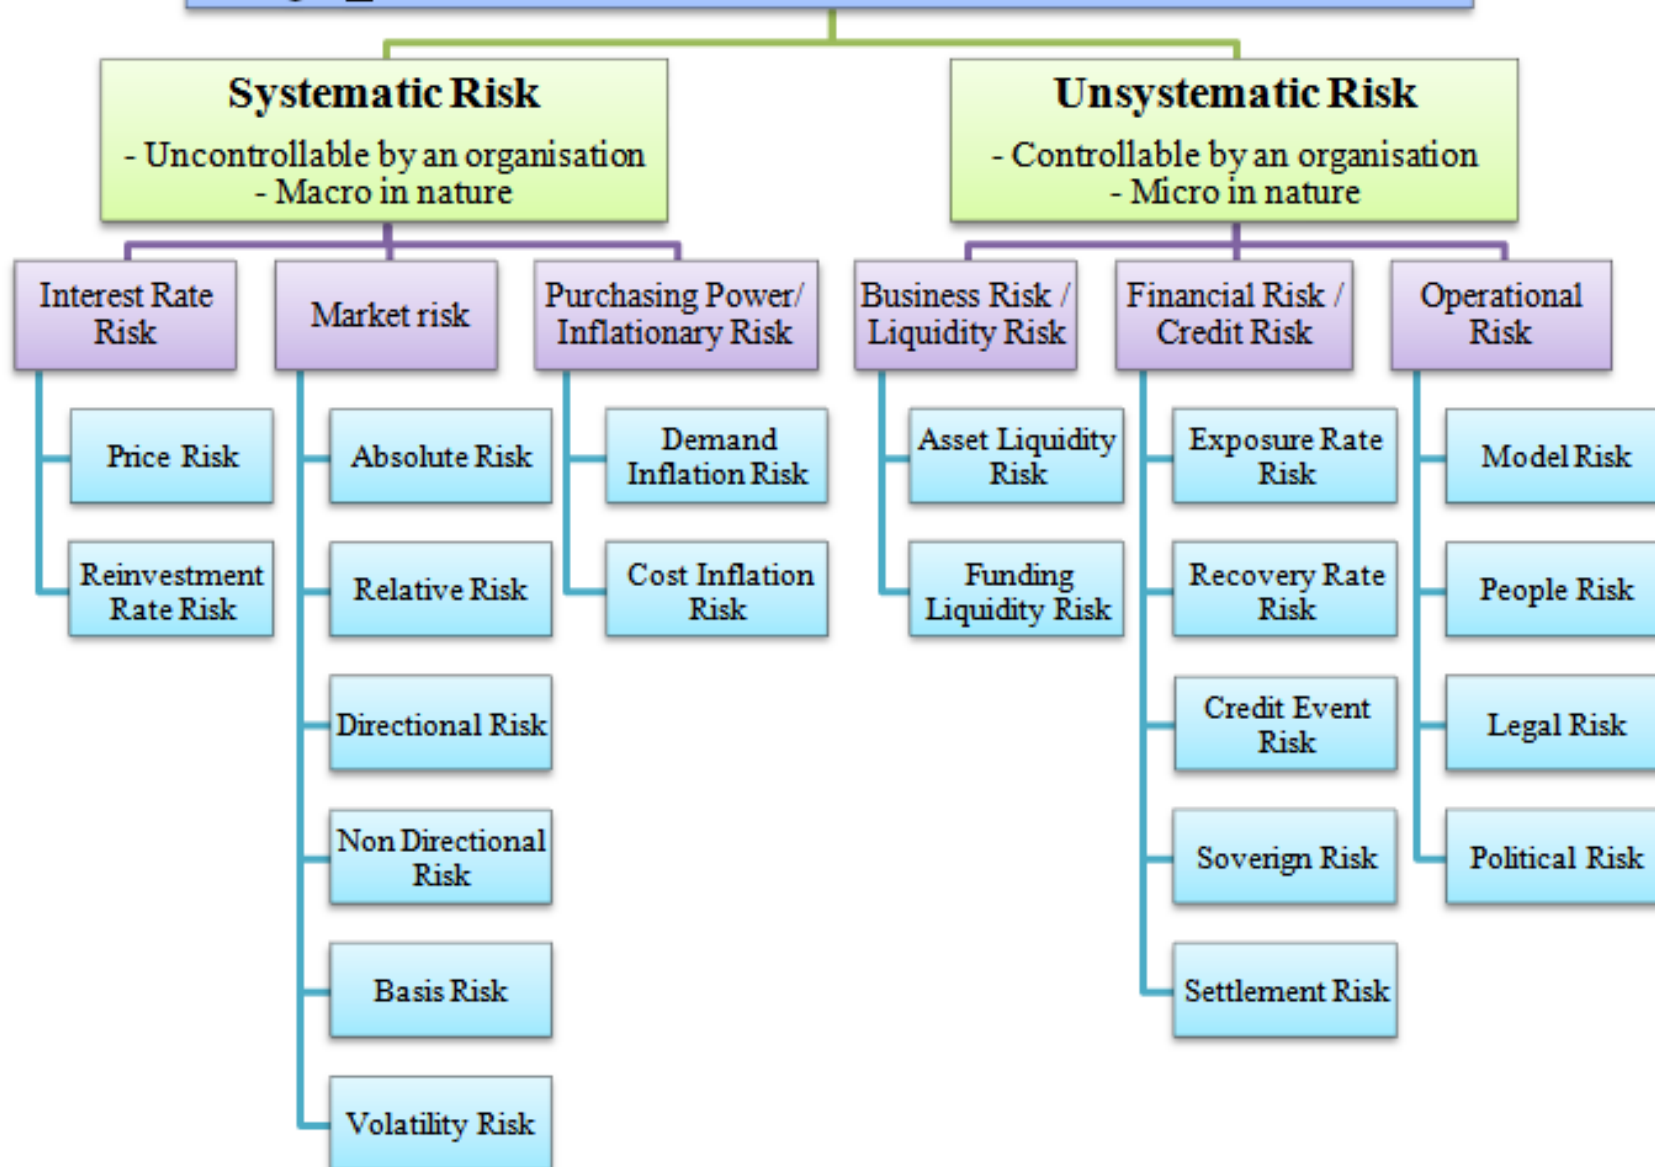 Systematic Risk
- Uncontrollable by an organisation
- Macro in nature
Unsystematic Risk
- Controllable by an organisation
- Micro in nature
Interest Rate
Risk
Market risk
Purchasing Power/
Inflationary Risk
Business Risk /
Liquidity Risk
Financial Risk /
Credit Risk
Operational
Risk
Price Risk
Reinvestment
Rate Risk
Absolute Risk
Relative Risk
Directional Risk
Non Directional
Risk
Basis Risk
Volatility Risk
Demand
Inflation Risk
Cost Inflation
Risk
Asset Liquidity
Risk
Funding
Liquidity Risk
Exposure Rate
Risk
Recovery Rate
Risk
Credit Event
Risk
Soverign Risk
Settlement Risk
Model Risk
People Risk
Legal Risk
Political Risk